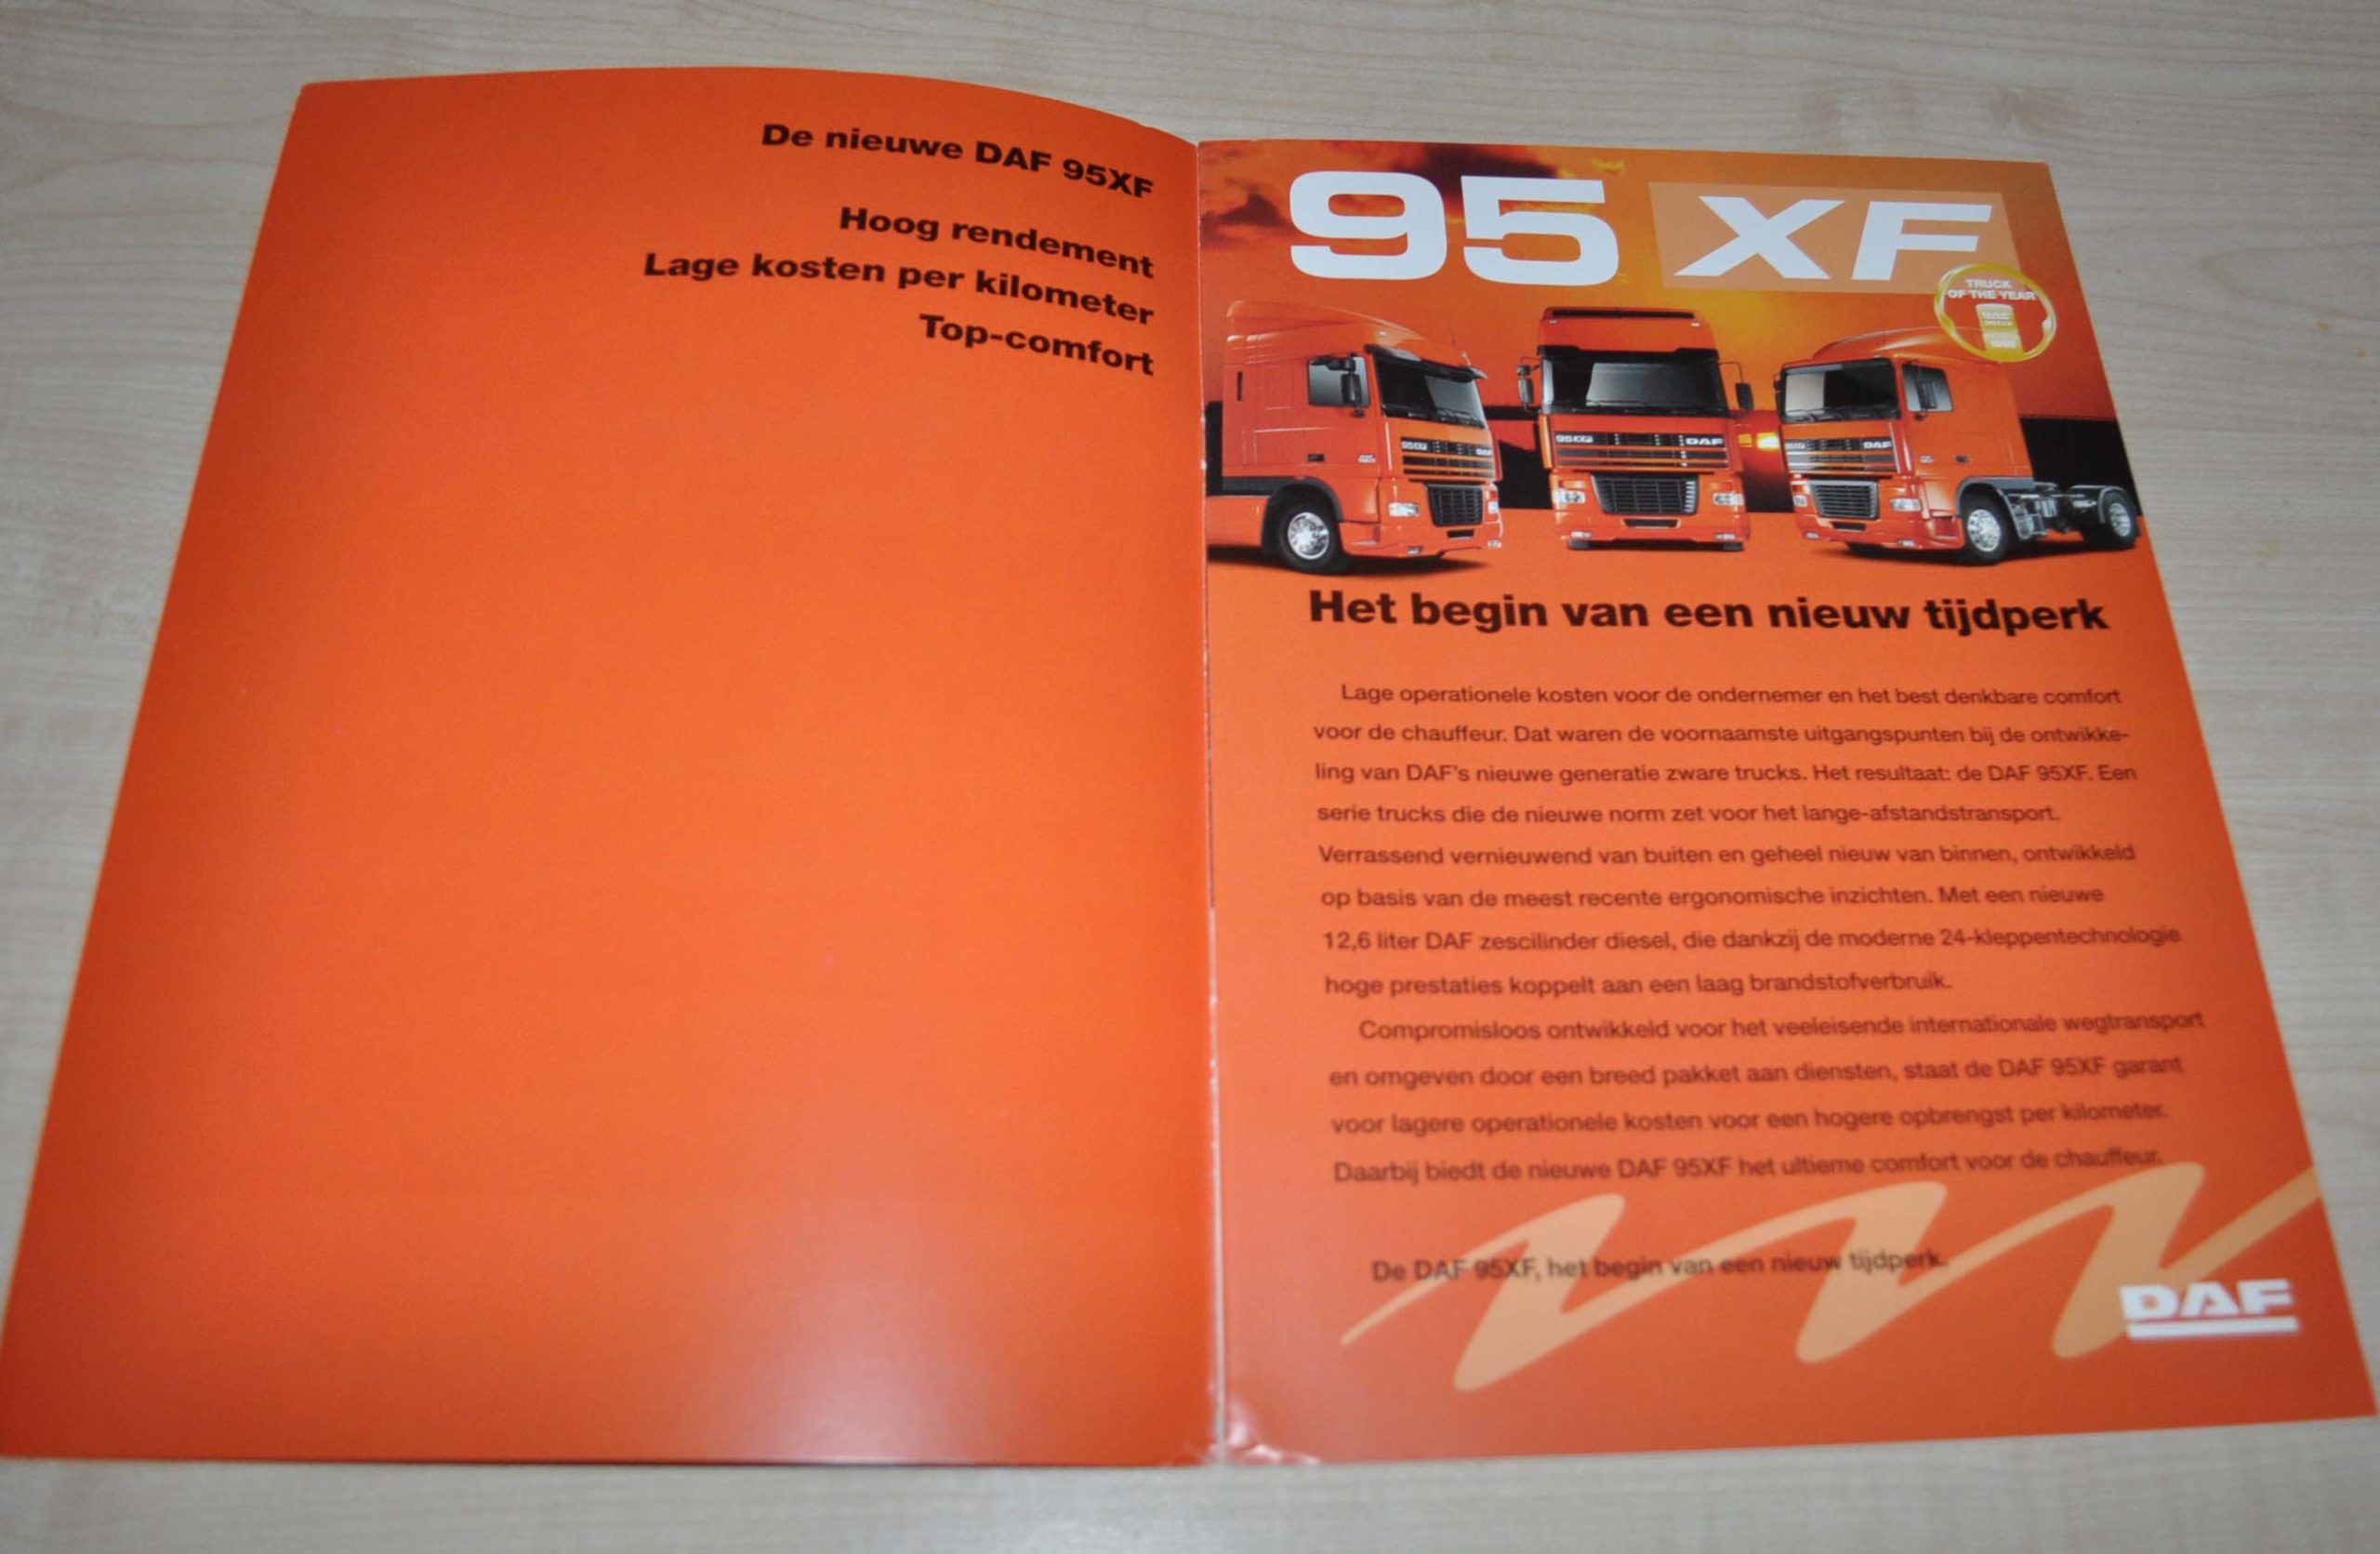 De nieuwe DAF 95XF
Hoog rendement
Lage kosten per kilometer
Top-comfort
95 XF
TRUCK
OF THE YEAR
1998
95XF DAF
95XF DAF
95XF DAF
Het begin van een nieuw tijdperk
Lage operationele kosten voor de ondernemer en het best denkbare comfort
voor de chauffeur. Dat waren de voornaamste uitgangspunten bij de ontwikke-
ling van DAF's nieuwe generatie zware trucks. Het resultaat: de DAF 95XF. Een
serie trucks die de nieuwe norm zet voor het lange-afstandstransport.
Verrassend vernieuwend van buiten en geheel nieuw van binnen, ontwikkeld
op basis van de meest recente ergonomische inzichten. Met een nieuwe
12,6 liter DAF zescilinder diesel, die dankzij de moderne 24-kleppentechnologie
hoge prestaties koppelt aan een laag brandstofverbruik.
Compromisloos ontwikkeld voor het veeleisende internationale wegtransport
en omgeven door een breed pakket aan diensten, staat de DAF 95XF garant
voor lagere operationele kosten voor een hogere opbrengst per kilometer.
Daarbij biedt de nieuwe DAF 95XF het ultieme comfort voor de chauffeur.
De DAF 95XF, het begin van een nieuw tijdperk.
DAF